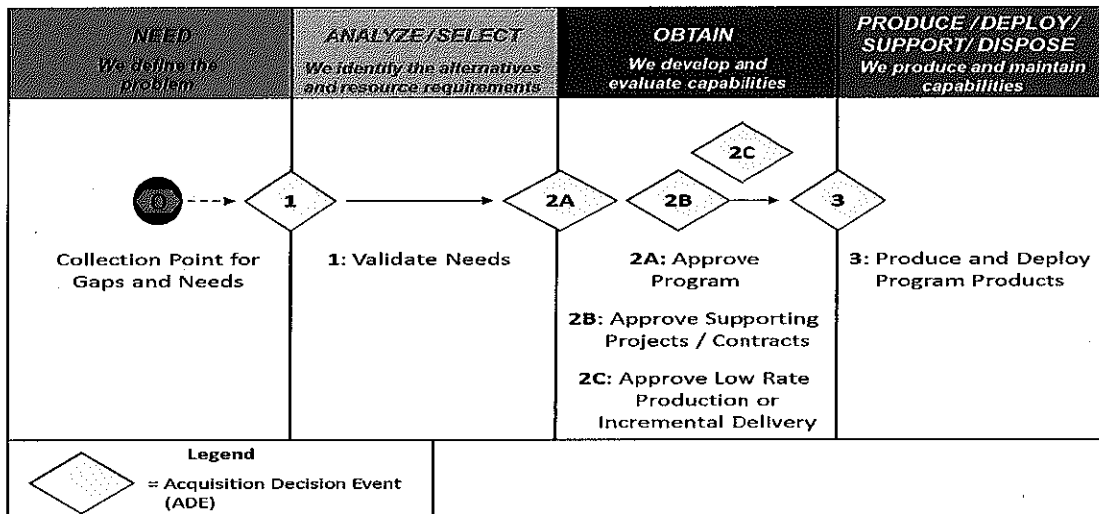 NEED
We define the
problem
ANALYZE/SELECT
We identify the alternatives
and resource requirements
OBTAIN
We develop and
evaluate capabilities
PRODUCE/DEPLOY/
SUPPORT/DISPOSE
We produce and maintain
capabilities
0
1
2A
2B
2C
3
Collection Point for
Gaps and Needs
1: Validate Needs
2A: Approve
Program
2B: Approve Supporting
Projects / Contracts
2C: Approve Low Rate
Production or
Incremental Delivery
3: Produce and Deploy
Program Products
Legend
= Acquisition Decision Event
(ADE)